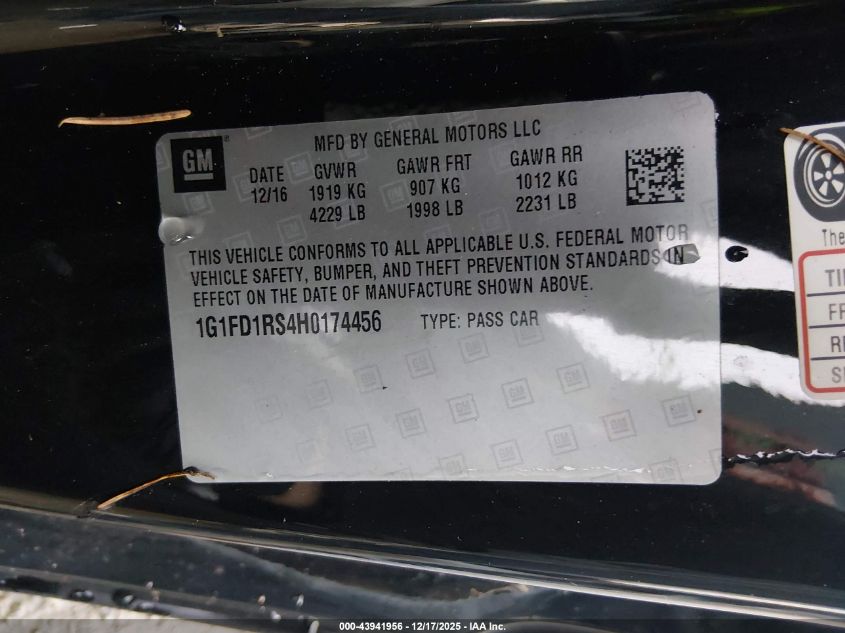 GM
MFD BY GENERAL MOTORS LLC
DATE GVWR GAWR FRT GAWR RR
12/16 1919 KG 907 KG 1012 KG
4229 LB 1998 LB 2231 LB
THIS VEHICLE CONFORMS TO ALL APPLICABLE U.S. FEDERAL MOTOR
VEHICLE SAFETY, BUMPER, AND THEFT PREVENTION STANDARDS IN
EFFECT ON THE DATE OF MANUFACTURE SHOWN ABOVE.
1G1FD1RS4H0174456 TYPE: PASS CAR
The
000-43941956 - 12/17/2025 - IAA Inc.